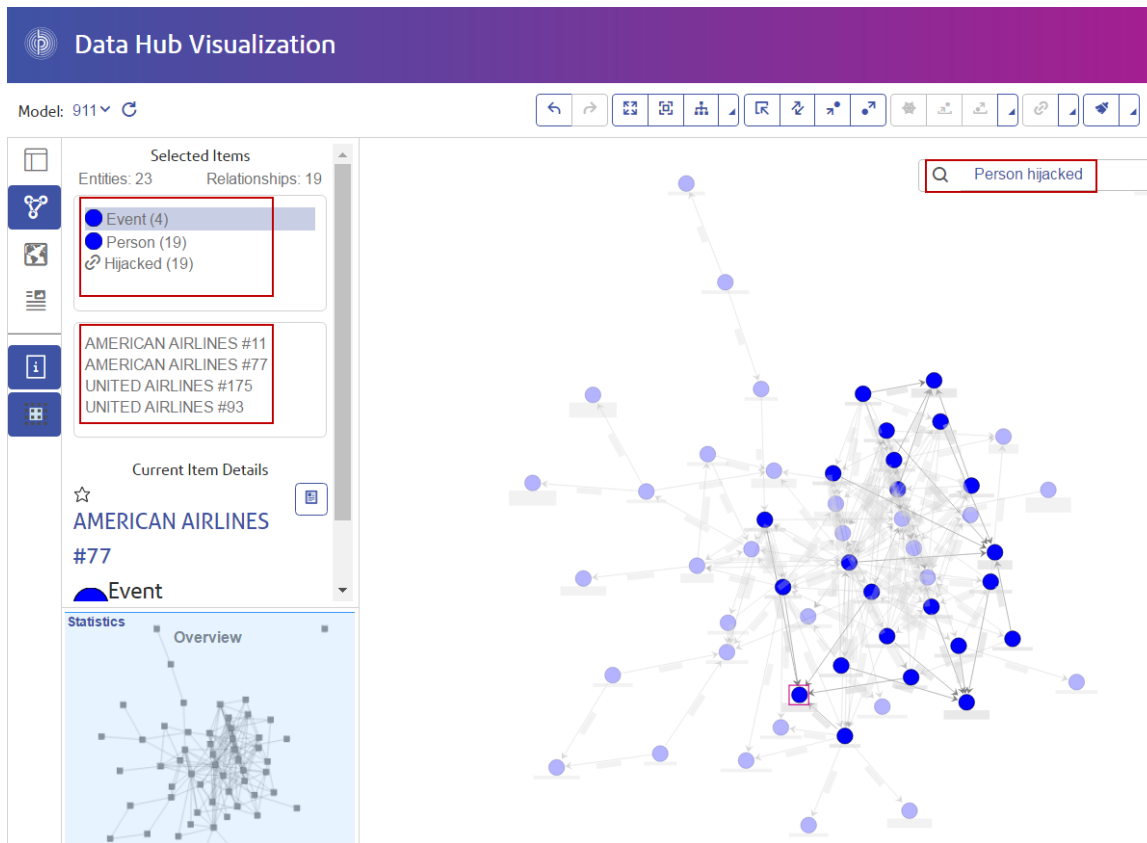 Data Hub Visualization
Model: 911
Selected Items
Entities: 23 Relationships: 19
Event (4)
Person (19)
Hijacked (19)
AMERICAN AIRLINES #11
AMERICAN AIRLINES #77
UNITED AIRLINES #175
UNITED AIRLINES #93
Current Item Details
AMERICAN AIRLINES
#77
Event
Statistics
Overview
Person hijacked